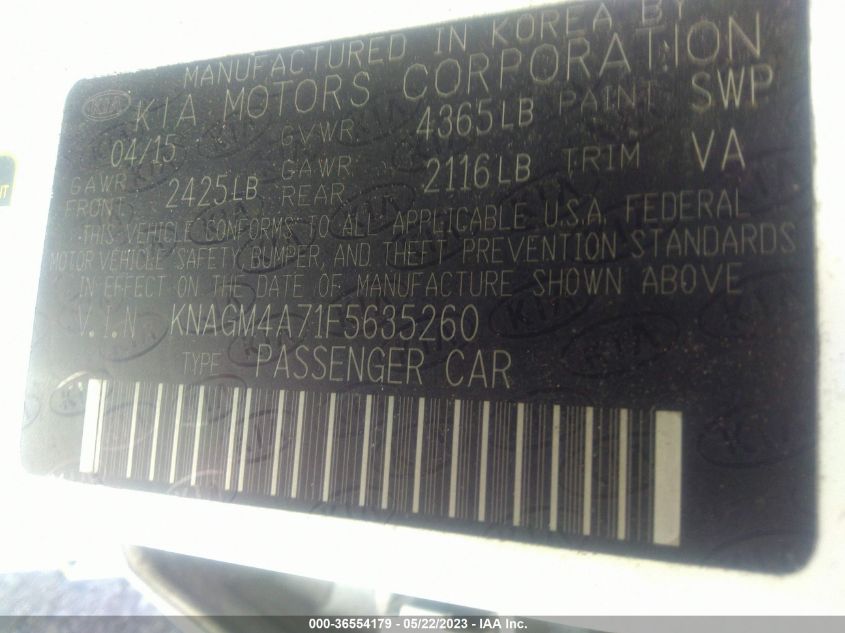 MANUFACTURED IN KOREA BY
KIA KIA MOTORS CORPORATION
04/15 GVWR 4365LB PAINT SWP
GAWR FRONT 2425LB GAWR REAR 2116LB TRIM VA
THIS VEHICLE CONFORMS TO ALL APPLICABLE U.S.A. FEDERAL
MOTOR VEHICLE SAFETY, BUMPER, AND THEFT PREVENTION STANDARDS
IN EFFECT ON THE DATE OF MANUFACTURE SHOWN ABOVE
V.I.N KNAGM4A71F5635260
TYPE PASSENGER CAR
000-36554179 - 05/22/2023 - IAA Inc.